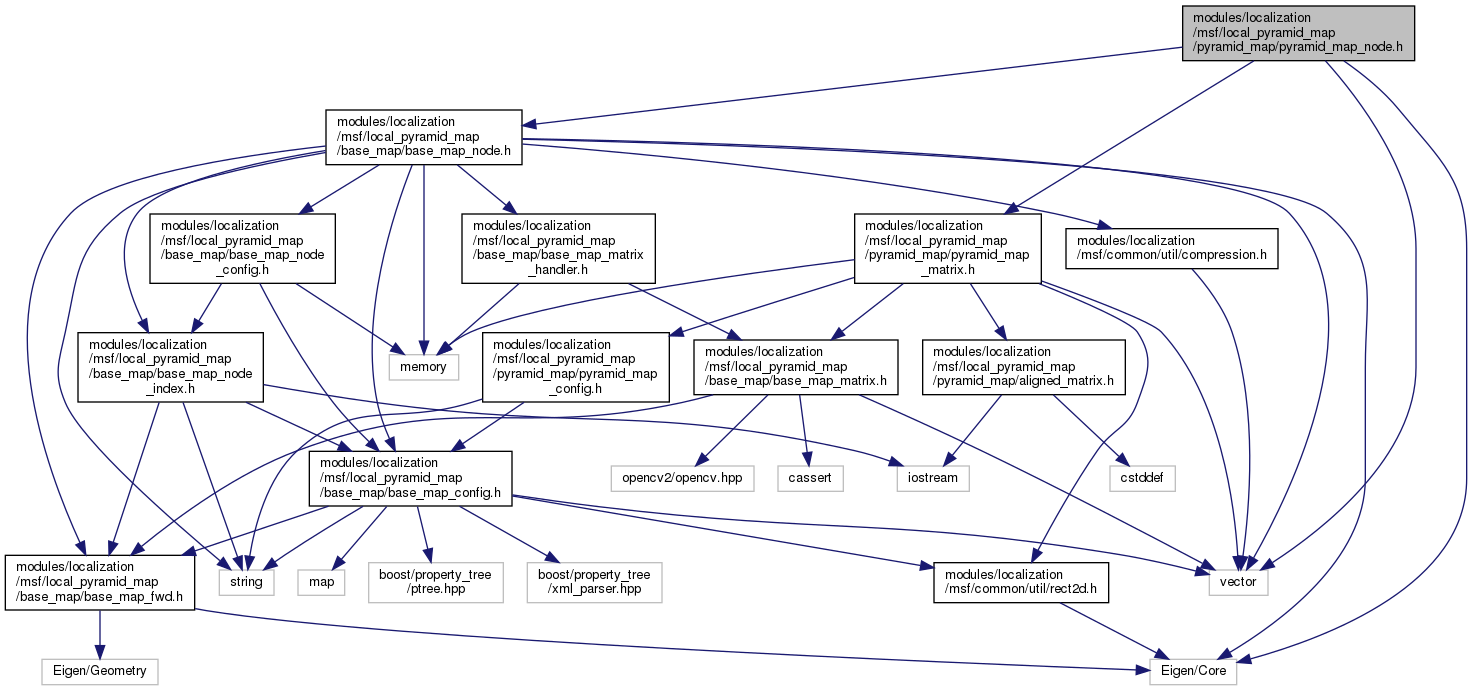 modules/localization
/msf/local_pyramid_map
/pyramid_map/pyramid_map_node.h
modules/localization
/msf/local_pyramid_map
/base_map/base_map_node.h
modules/localization
/msf/local_pyramid_map
/base_map/base_map_node
_config.h
modules/localization
/msf/local_pyramid_map
/base_map/base_map_matrix
_handler.h
modules/localization
/msf/local_pyramid_map
/pyramid_map/pyramid_map
_matrix.h
modules/localization
/msf/common/util/compression.h
modules/localization
/msf/local_pyramid_map
/base_map/base_map_node
_index.h
memory
modules/localization
/msf/local_pyramid_map
/pyramid_map/pyramid_map
_config.h
modules/localization
/msf/local_pyramid_map
/base_map/base_map_matrix.h
modules/localization
/msf/local_pyramid_map
/pyramid_map/aligned_matrix.h
modules/localization
/msf/local_pyramid_map
/base_map/base_map_config.h
opencv2/opencv.hpp
cassert
iostream
cstddef
modules/localization
/msf/local_pyramid_map
/base_map/base_map_fwd.h
string
map
boost/property_tree
/ptree.hpp
boost/property_tree
/xml_parser.hpp
modules/localization
/msf/common/util/rect2d.h
vector
Eigen/Geometry
Eigen/Core